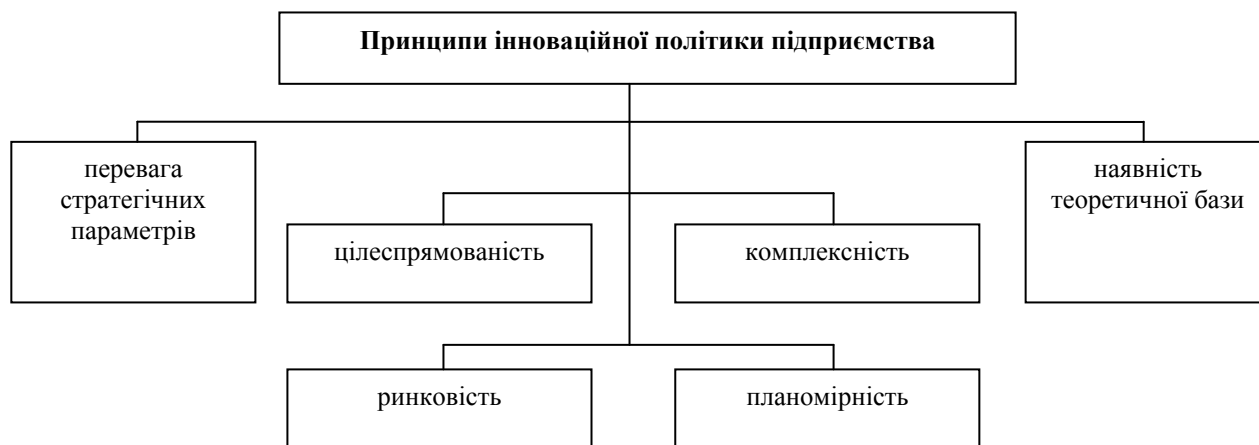 Принципи інноваційної політики підприємства
перевага
стратегічних
параметрів
наявність
теоретичної бази
цілеспрямованість
комплексність
ринковість
планомірність